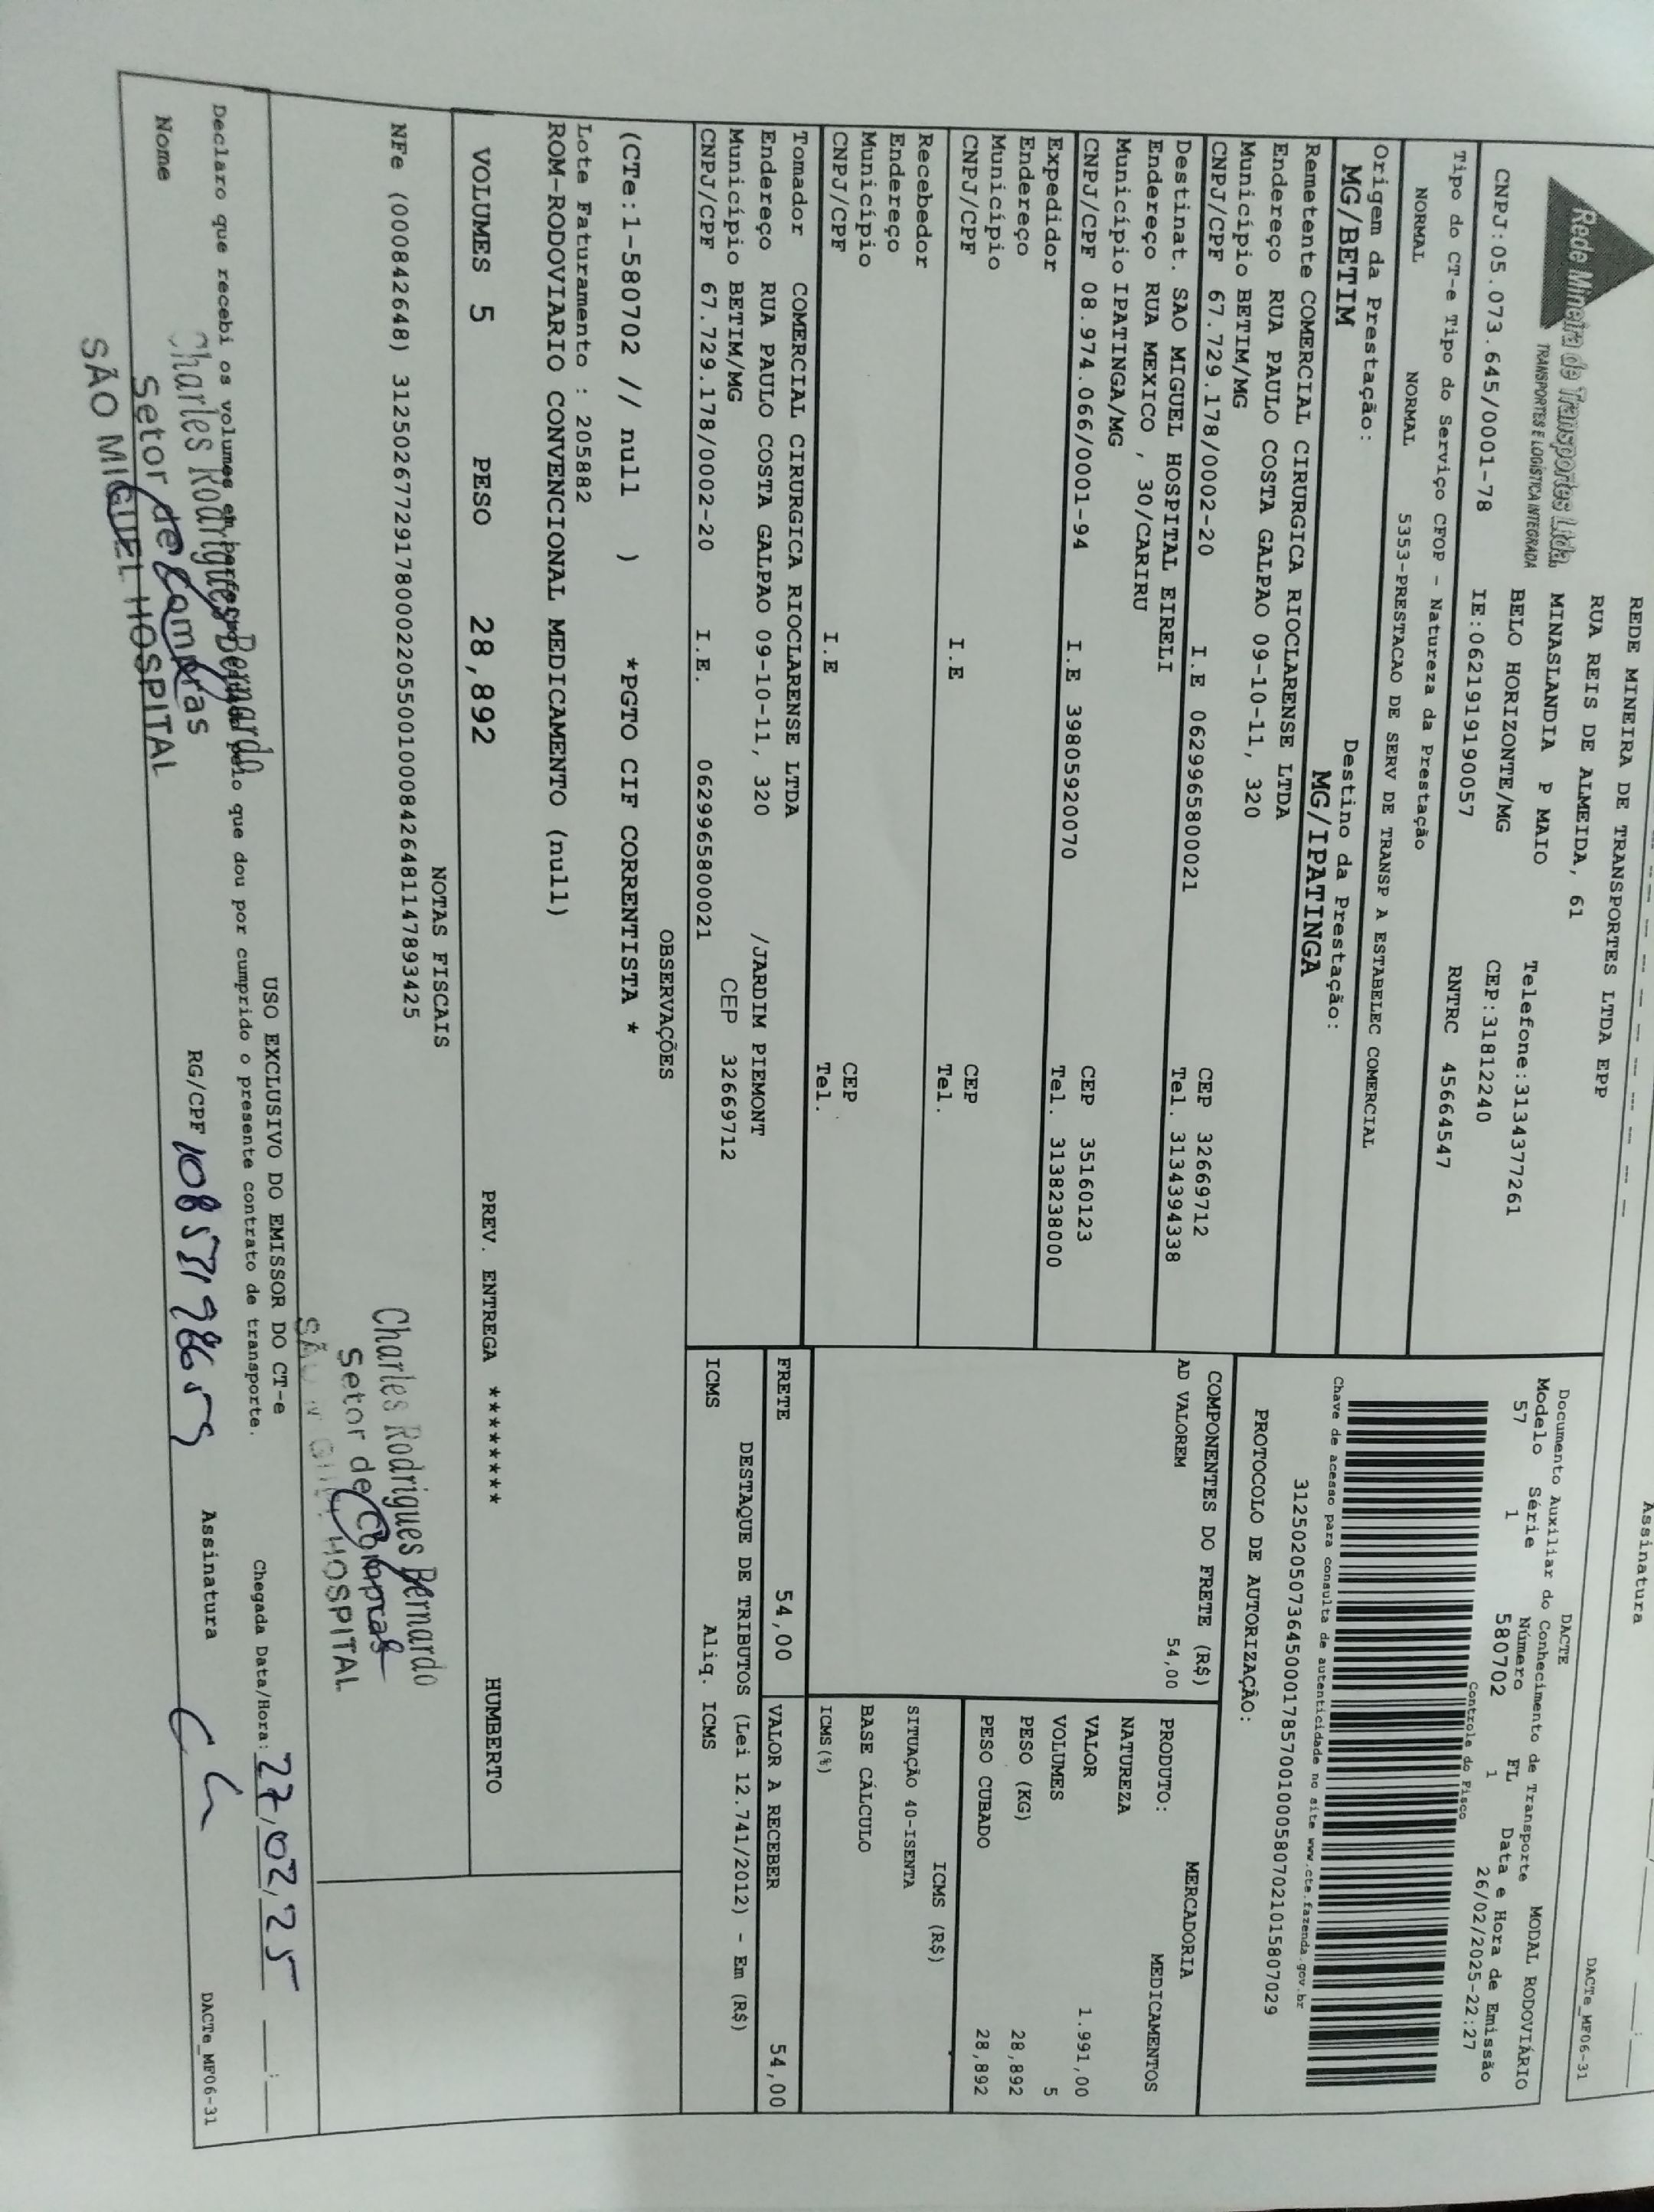 Assinatura
DACTe_MF06-31
Rede Mineira de Transportes Ltda.
TRANSPORTES E LOGÍSTICA INTEGRADA
REDE MINEIRA DE TRANSPORTES LTDA EPP
RUA REIS DE ALMEIDA, 61
MINASLANDIA P MAIO Telefone:3134377261
BELO HORIZONTE/MG CEP:31812240
CNPJ:05.073.645/0001-78 IE:0621919190057 RNTRC 45664547
DACTE
Documento Auxiliar do Conhecimento de Transporte MODAL RODOVIÁRIO
Modelo Série Número FL Data e Hora de Emissão
57 1 580702 1 26/02/2025-22:27
Controle do Fisco
Tipo do CT-e Tipo do Serviço CFOP - Natureza da Prestação
NORMAL NORMAL 5353-PRESTACAO DE SERV DE TRANSP A ESTABELEC COMERCIAL
Chave de acesso para consulta de autenticidade no site www.cte.fazenda.gov.br
31250205073645000178570010005807021015807029
PROTOCOLO DE AUTORIZAÇÃO:
Origem da Prestação: Destino da Prestação:
MG/BETIM MG/IPATINGA
Remetente COMERCIAL CIRURGICA RIOCLARENSE LTDA
Endereço RUA PAULO COSTA GALPAO 09-10-11, 320
Município BETIM/MG CEP 32669712
CNPJ/CPF 67.729.178/0002-20 I.E 0629965800021 Tel. 3134394338
Destinat. SAO MIGUEL HOSPITAL EIRELI
Endereço RUA MEXICO , 30/CARIRU
Município IPATINGA/MG CEP 35160123
CNPJ/CPF 08.974.066/0001-94 I.E 39805920070 Tel. 3138238000
Expedidor
Endereço
Município CEP
CNPJ/CPF I.E Tel.
Recebedor
Endereço
Município CEP
CNPJ/CPF I.E Tel.
Tomador COMERCIAL CIRURGICA RIOCLARENSE LTDA
Endereço RUA PAULO COSTA GALPAO 09-10-11, 320 /JARDIM PIEMONT
Município BETIM/MG CEP 32669712
CNPJ/CPF 67.729.178/0002-20 I.E. 0629965800021
COMPONENTES DO FRETE (R$)
AD VALOREM 54,00
MERCADORIA
PRODUTO: MEDICAMENTOS
NATUREZA
VALOR 1.991,00
VOLUMES 5
PESO (KG) 28,892
PESO CUBADO 28,892
ICMS (R$)
SITUAÇÃO 40-ISENTA
BASE CÁLCULO
ICMS(%)
FRETE 54,00 VALOR A RECEBER 54,00
DESTAQUE DE TRIBUTOS (Lei 12.741/2012) - Em (R$)
ICMS Aliq. ICMS
OBSERVAÇÕES
(CTe:1-580702 // null ) *PGTO CIF CORRENTISTA *
Lote Faturamento : 205882
ROM-RODOVIARIO CONVENCIONAL MEDICAMENTO (null)
VOLUMES 5 PESO 28,892 PREV. ENTREGA ******** HUMBERTO
NOTAS FISCAIS
NFe (000842648) 31250267729178000220550010008426481147893425
Charles Rodrigues Bernardo
Setor de Compras
SÃO MIGUEL HOSPITAL
USO EXCLUSIVO DO EMISSOR DO CT-e
Declaro que recebi os volumes em perfeito estado pelo que dou por cumprido o presente contrato de transporte. Chegada Data/Hora: 27/02/25
Nome RG/CPF Assinatura
Charles Rodrigues Bernardo
Setor de Compras
SÃO MIGUEL HOSPITAL
DACTe_MF06-31